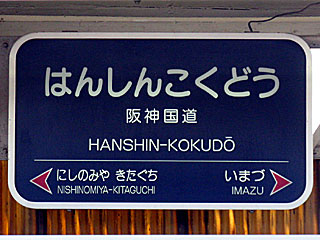 はんしんこくどう
阪神国道
HANSHIN-KOKUDŌ
にしのみや きたぐち いまづ
NISHINOMIYA-KITAGUCHI IMAZU